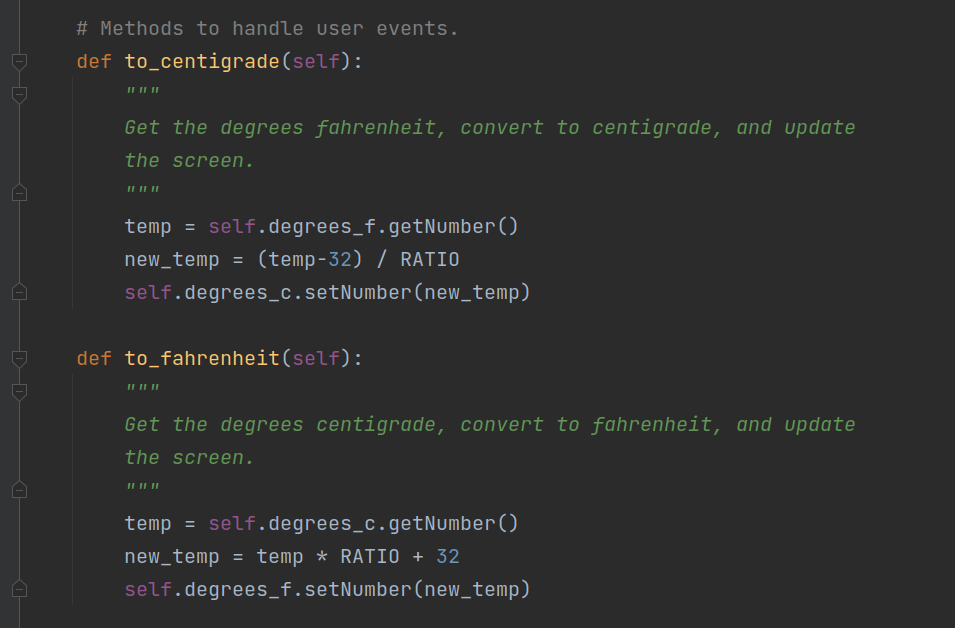 # Methods to handle user events.
def to_centigrade(self):
    """
    Get the degrees fahrenheit, convert to centigrade, and update
    the screen.
    """
    temp = self.degrees_f.getNumber()
    new_temp = (temp-32) / RATIO
    self.degrees_c.setNumber(new_temp)

def to_fahrenheit(self):
    """
    Get the degrees centigrade, convert to fahrenheit, and update
    the screen.
    """
    temp = self.degrees_c.getNumber()
    new_temp = temp * RATIO + 32
    self.degrees_f.setNumber(new_temp)